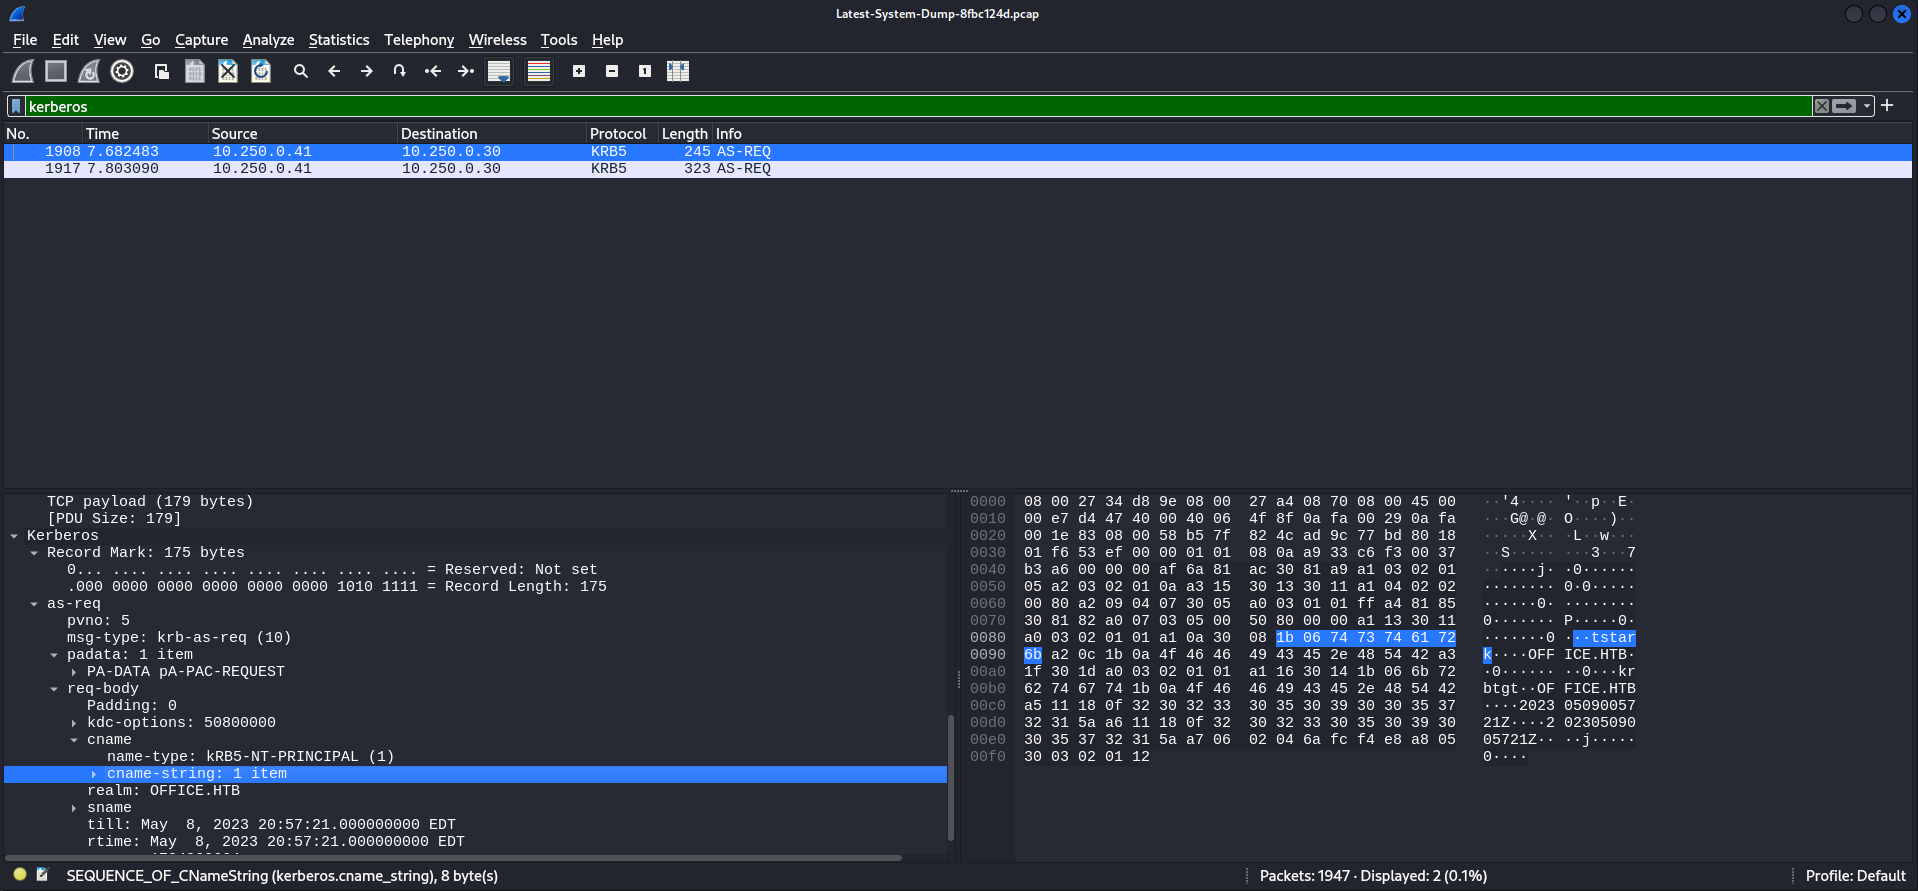 Latest-System-Dump-8fbc124d.pcap
File Edit View Go Capture Analyze Statistics Telephony Wireless Tools Help
kerberos
No. Time Source Destination Protocol Length Info
1908 7.682483 10.250.0.41 10.250.0.30 KRB5 245 AS-REQ
1917 7.803090 10.250.0.41 10.250.0.30 KRB5 323 AS-REQ
TCP payload (179 bytes)
[PDU Size: 179]
Kerberos
Record Mark: 175 bytes
0... .... .... .... .... .... .... .... = Reserved: Not set
.000 0000 0000 0000 0000 0000 1010 1111 = Record Length: 175
as-req
pvno: 5
msg-type: krb-as-req (10)
padata: 1 item
PA-DATA pA-PAC-REQUEST
req-body
Padding: 0
kdc-options: 50800000
cname
name-type: kRB5-NT-PRINCIPAL (1)
cname-string: 1 item
realm: OFFICE.HTB
sname
till: May  8, 2023 20:57:21.000000000 EDT
rtime: May  8, 2023 20:57:21.000000000 EDT
0000 08 00 27 34 d8 9e 08 00 27 a4 08 70 08 00 45 00 ··'4···· '··p··E·
0010 00 e7 d4 47 40 00 40 06 4f 8f 0a fa 00 29 0a fa ···G@·@· O····)··
0020 00 1e 83 08 00 58 b5 7f 82 4c ad 9c 77 bd 80 18 ·····X·· ·L··w···
0030 01 f6 53 ef 00 00 01 01 08 0a a9 33 c6 f3 00 37 ··S····· ···3···7
0040 b3 a6 00 00 00 af 6a 81 ac 30 81 a9 a1 03 02 01 ······j· ·0······
0050 05 a2 03 02 01 0a a3 15 30 13 30 11 a1 04 02 02 ········ 0·0·····
0060 00 80 a2 09 04 07 30 05 a0 03 01 01 ff a4 81 85 ······0· ········
0070 30 81 82 a0 07 03 05 00 50 80 00 00 a1 13 30 11 0······· P·····0·
0080 a0 03 02 01 01 a1 0a 30 08 1b 06 74 73 74 61 72 ·······0 ···tstar
0090 6b a2 0c 1b 0a 4f 46 46 49 43 45 2e 48 54 42 a3 k····OFF ICE.HTB·
00a0 1f 30 1d a0 03 02 01 01 a1 16 30 14 1b 06 6b 72 ·0······ ··0···kr
00b0 62 74 67 74 1b 0a 4f 46 46 49 43 45 2e 48 54 42 btgt··OF FICE.HTB
00c0 a5 11 18 0f 32 30 32 33 30 35 30 39 30 30 35 37 ····2023 05090057
00d0 32 31 5a a6 11 18 0f 32 30 32 33 30 35 30 39 30 21Z····2 02305090
00e0 30 35 37 32 31 5a a7 06 02 04 6a fc f4 e8 a8 05 05721Z·· ··j·····
00f0 30 03 02 01 12 0····
SEQUENCE_OF_CNameString (kerberos.cname_string), 8 byte(s)
Packets: 1947 · Displayed: 2 (0.1%)
Profile: Default